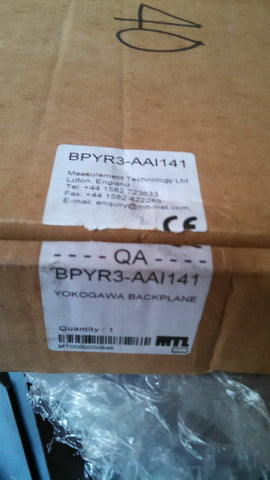 40
BPYR3-AAI141
Measurement Technology Ltd
Luton, England
Tel: +44 1582 723633
Fax: +44 1582 422283
E-mail: enquiry@mtl-inst.com
CE
---- QA ----
BPYR3-AAI141
YOKOGAWA BACKPLANE
Quantity : 1
MTL